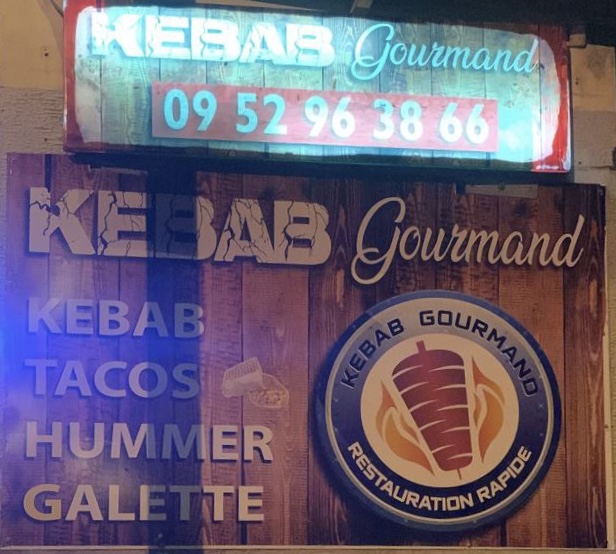 KEBAB Gourmand
09 52 96 38 66
KEBAB Gourmand
KEBAB
TACOS
HUMMER
GALETTE
KEBAB GOURMAND
RESTAURATION RAPIDE